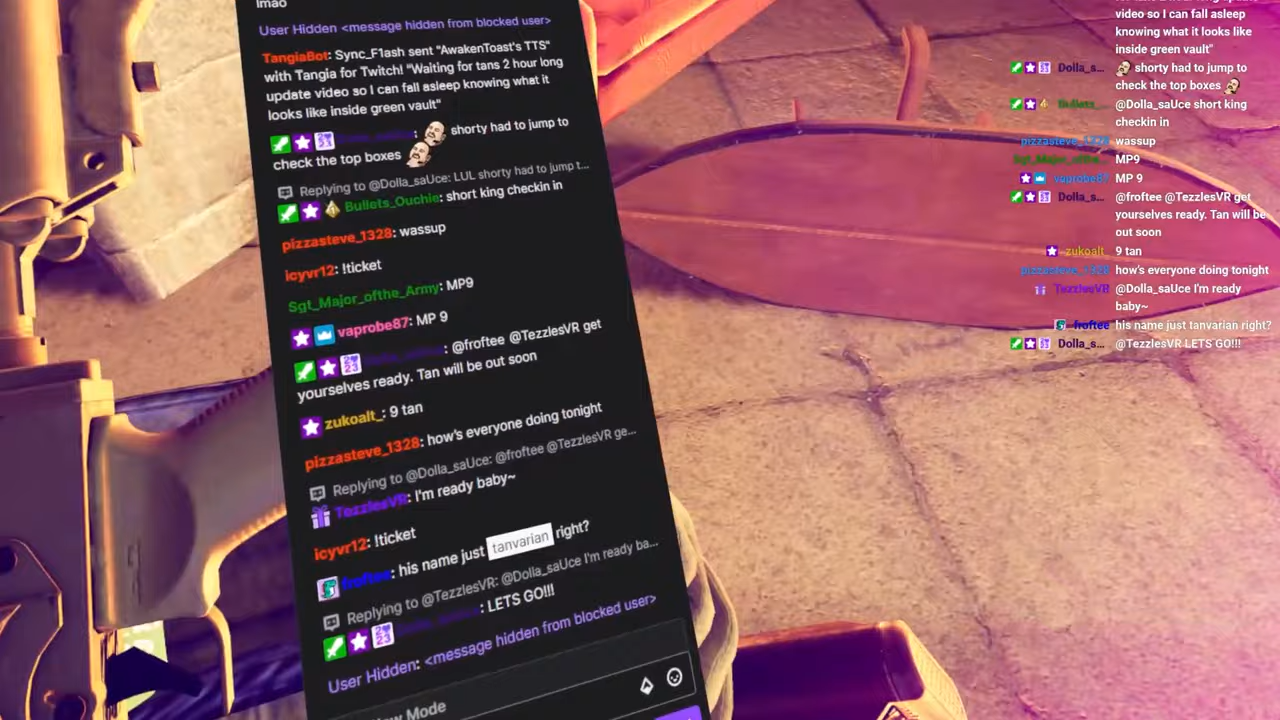 lmao
User Hidden <message hidden from blocked user>
TangiaBot: Sync_F1ash sent "AwakenToast's TTS"
with Tangia for Twitch! "Waiting for tans 2 hour long
update video so I can fall asleep knowing what it
looks like inside green vault"
: shorty had to jump to
check the top boxes
Replying to @Dolla_saUce: LUL shorty had to jump t...
Bullets_Ouchie: short king checkin in
pizzasteve_1328: wassup
icyvr12: !ticket
Sgt_Major_ofthe_Army: MP9
vaprobe87: MP 9
: @froftee @TezzlesVR get
yourselves ready. Tan will be out soon
zukoalt_: 9 tan
pizzasteve_1328: how's everyone doing tonight
Replying to @Dolla_saUce: @froftee @TezzlesVR ge...
TezzlesVR: I'm ready baby~
icyvr12: !ticket
froftee: his name just tanvarian right?
Replying to @TezzlesVR: @Dolla_saUce I'm ready ba...
: LETS GO!!!
User Hidden: <message hidden from blocked user>
Mode
video so I can fall asleep
knowing what it looks like
inside green vault"
Dolla_s... shorty had to jump to
check the top boxes
Bullets_... @Dolla_saUce short king
checkin in
pizzasteve_1328 wassup
Sgt_Major_ofthe... MP9
vaprobe87 MP 9
Dolla_s... @froftee @TezzlesVR get
yourselves ready. Tan will be
out soon
zukoalt_ 9 tan
pizzasteve_1328 how's everyone doing tonight
TezzlesVR @Dolla_saUce I'm ready
baby~
froftee his name just tanvarian right?
Dolla_s... @TezzlesVR LETS GO!!!